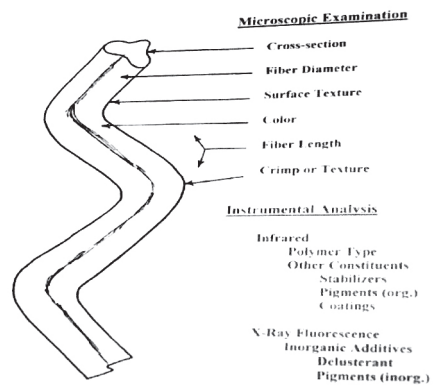 Microscopic Examination
Cross-section
Fiber Diameter
Surface Texture
Color
Fiber Length
Crimp or Texture
Instrumental Analysis
Infrared
Polymer Type
Other Constituents
Stabilizers
Pigments (org.)
Coatings
X-Ray Fluorescence
Inorganic Additives
Delusterant
Pigments (inorg.)